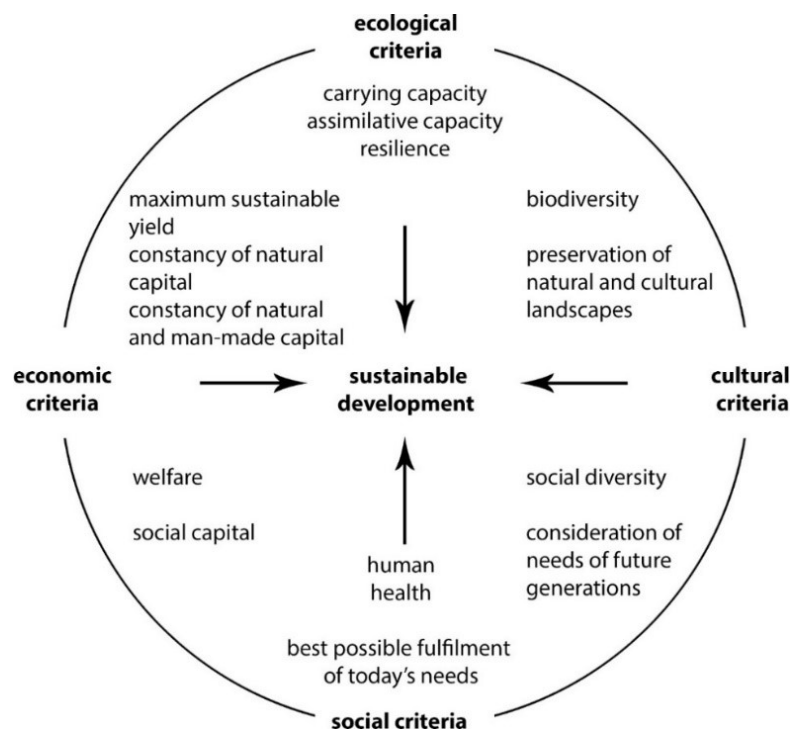 ecological
criteria
carrying capacity
assimilative capacity
resilience
maximum sustainable
yield
constancy of natural
capital
constancy of natural
and man-made capital
biodiversity
preservation of
natural and cultural
landscapes
economic
criteria
sustainable
development
cultural
criteria
welfare
social capital
human
health
social diversity
consideration of
needs of future
generations
best possible fulfilment
of today's needs
social criteria